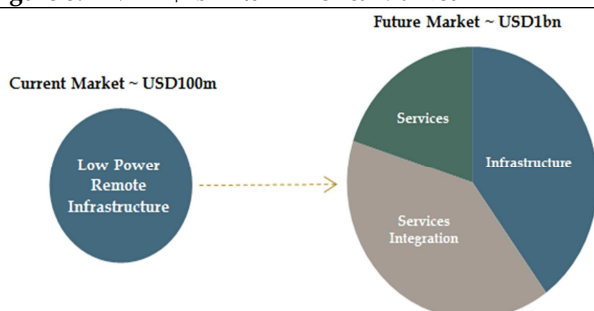 Future Market ~ USD1bn
Current Market ~ USD100m
Services
Low Power
Remote
Infrastructure
Infrastructure
Services
Integration